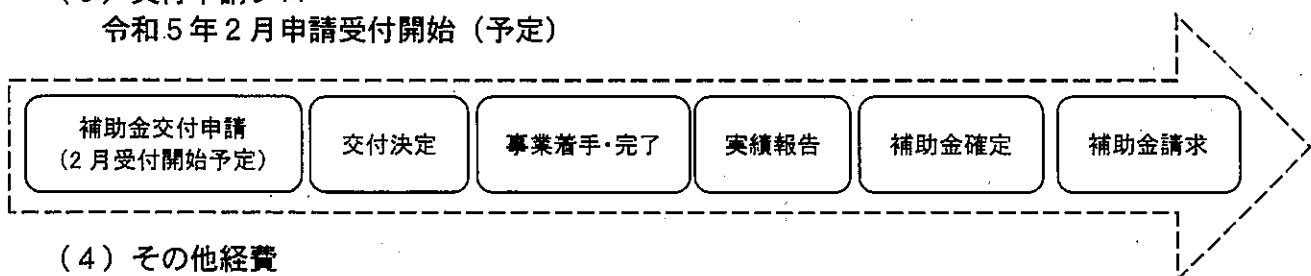 令和5年2月申請受付開始（予定）
補助金交付申請
(2月受付開始予定)
交付決定
事業着手・完了
実績報告
補助金確定
補助金請求
（4）その他経費